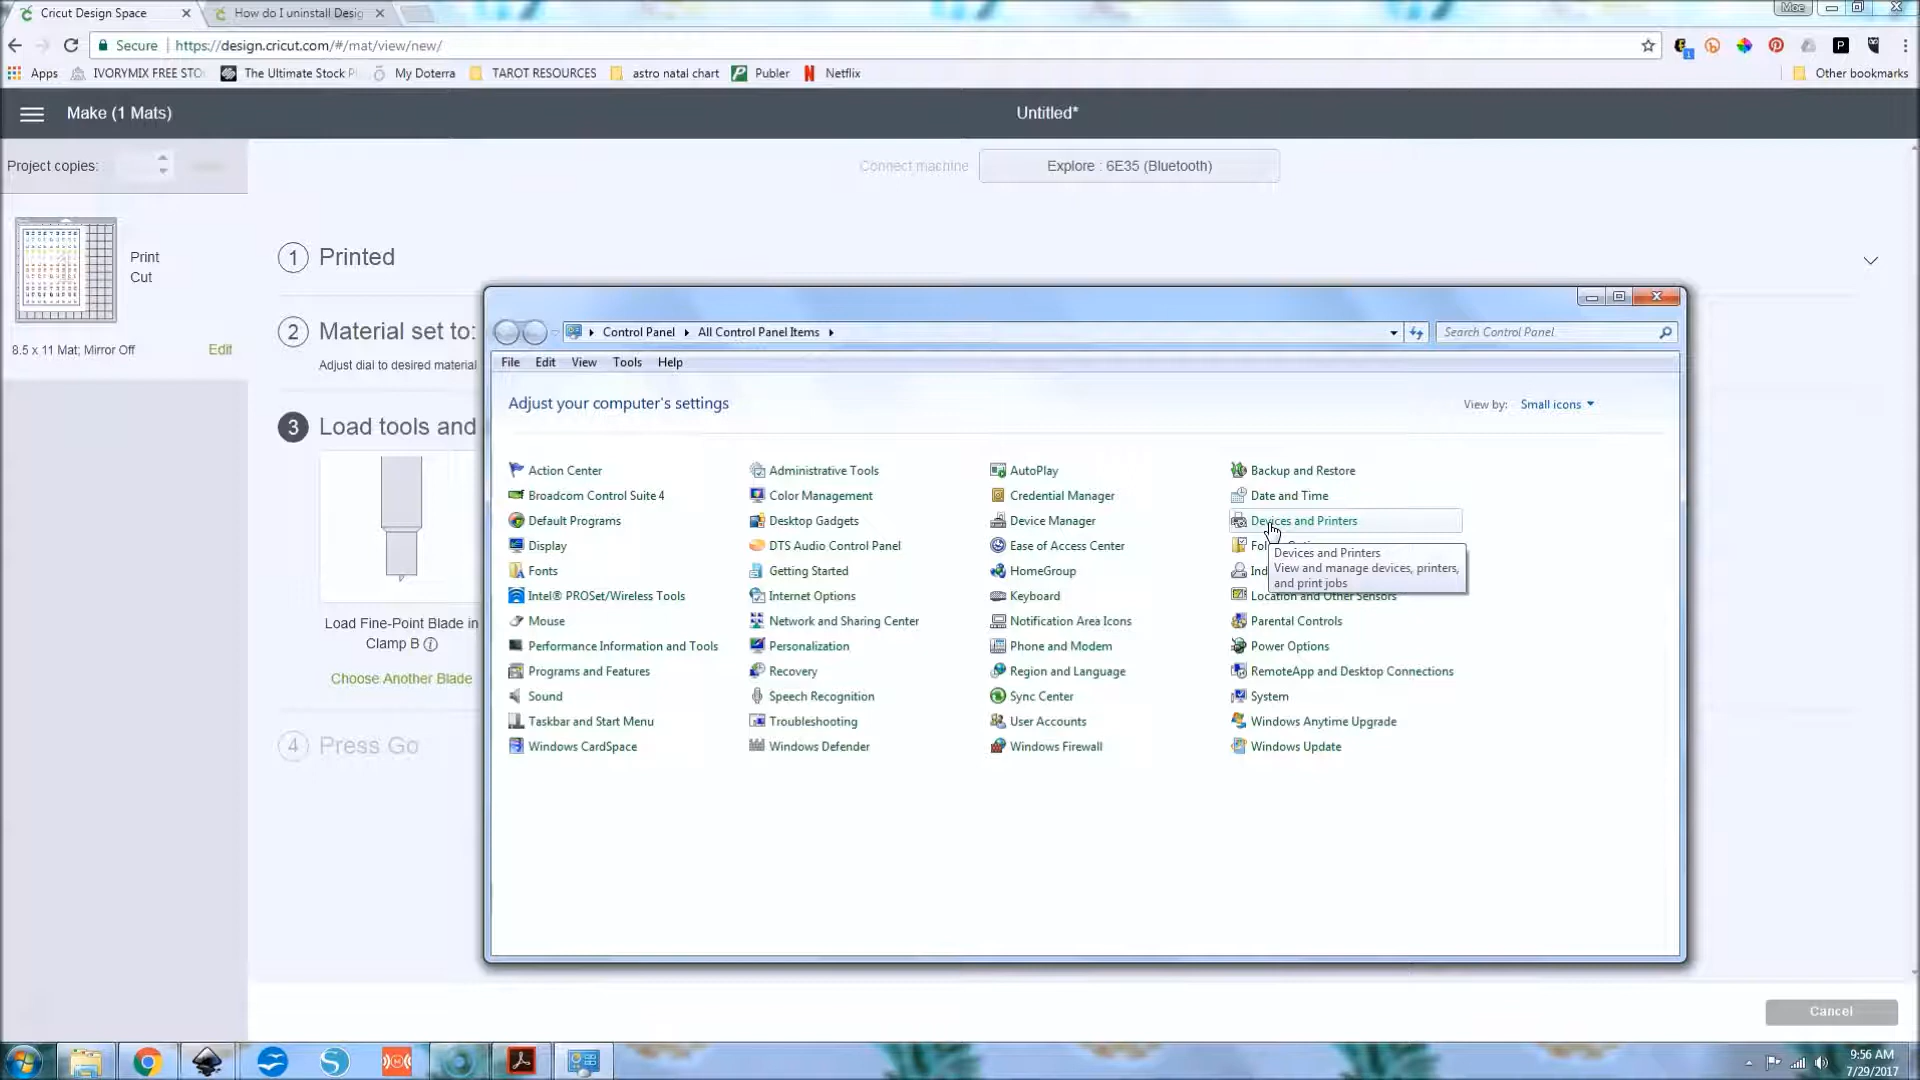 Cricut Design Space
How do I uninstall Desig
Moe
Secure
https://design.cricut.com/#/mat/view/new/
Apps
IVORYMIX FREE STO
The Ultimate Stock P
My Doterra
TAROT RESOURCES
astro natal chart
Publer
Netflix
Other bookmarks
Make (1 Mats)
Untitled*
Project copies:
Connect machine
Explore : 6E35 (Bluetooth)
Print
Cut
8.5 x 11 Mat; Mirror Off
Edit
1 Printed
2 Material set to:
Adjust dial to desired material
3 Load tools and
Load Fine-Point Blade in
Clamp B
Choose Another Blade
4 Press Go
Control Panel
All Control Panel Items
Search Control Panel
File Edit View Tools Help
Adjust your computer's settings
View by: Small icons
Action Center
Administrative Tools
AutoPlay
Backup and Restore
Broadcom Control Suite 4
Color Management
Credential Manager
Date and Time
Default Programs
Desktop Gadgets
Device Manager
Devices and Printers
Display
DTS Audio Control Panel
Ease of Access Center
Devices and Printers
View and manage devices, printers,
and print jobs
Fonts
Getting Started
HomeGroup
Ind
Intel® PROSet/Wireless Tools
Internet Options
Keyboard
Location and Other Sensors
Mouse
Network and Sharing Center
Notification Area Icons
Parental Controls
Performance Information and Tools
Personalization
Phone and Modem
Power Options
Programs and Features
Recovery
Region and Language
RemoteApp and Desktop Connections
Sound
Speech Recognition
Sync Center
System
Taskbar and Start Menu
Troubleshooting
User Accounts
Windows Anytime Upgrade
Windows CardSpace
Windows Defender
Windows Firewall
Windows Update
Cancel
9:56 AM
7/29/2017